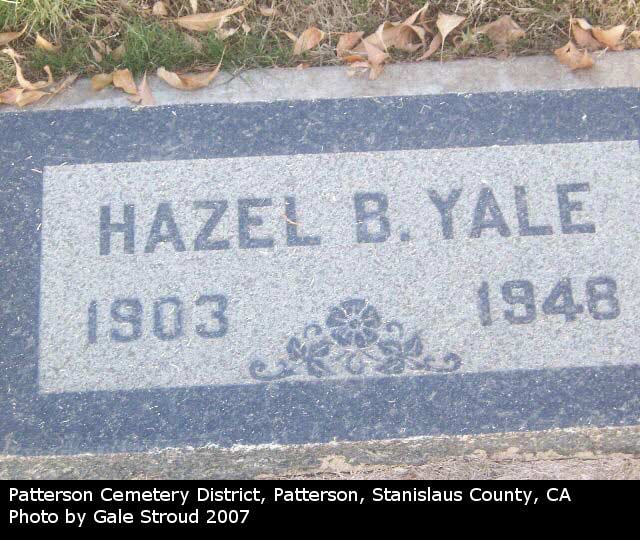 HAZEL B. YALE
1903 1948
Patterson Cemetery District, Patterson, Stanislaus County, CA
Photo by Gale Stroud 2007